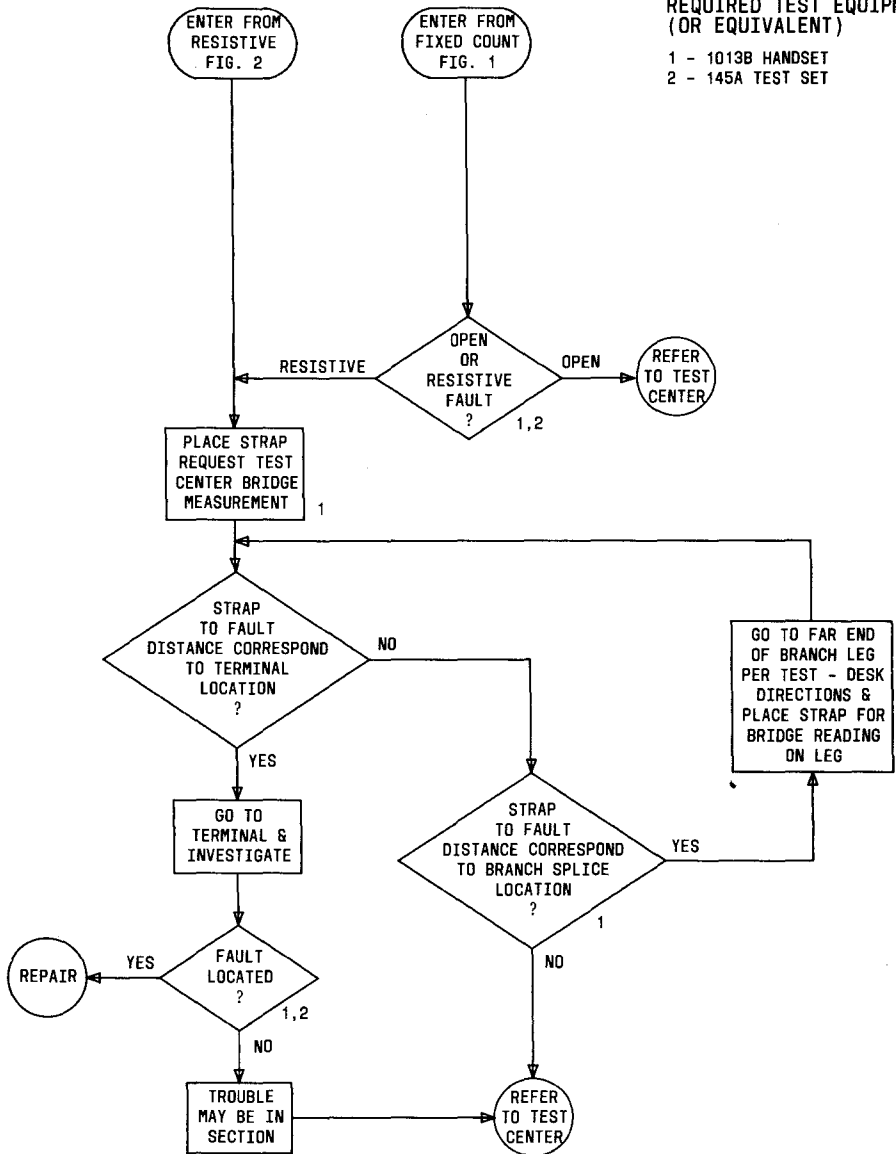 ENTER FROM
RESISTIVE
FIG. 2
ENTER FROM
FIXED COUNT
FIG. 1
REQUIRED TEST
(OR EQUIVALENT)
1 - 1013B HANDSET
2 - 145A TEST SET
OPEN
OR
RESISTIVE
FAULT
?
1,2
RESISTIVE
OPEN
REFER
TO TEST
CENTER
PLACE STRAP
REQUEST TEST
CENTER BRIDGE
MEASUREMENT
1
STRAP
TO FAULT
DISTANCE CORRESPOND
TO TERMINAL
LOCATION
?
NO
YES
GO TO FAR END
OF BRANCH LEG
PER TEST - DESK
DIRECTIONS &
PLACE STRAP FOR
BRIDGE READING
ON LEG
GO TO
TERMINAL &
INVESTIGATE
STRAP
TO FAULT
DISTANCE CORRESPOND
TO BRANCH SPLICE
LOCATION
?
1
YES
NO
FAULT
LOCATED
?
1,2
YES
REPAIR
NO
TROUBLE
MAY BE IN
SECTION
REFER
TO TEST
CENTER